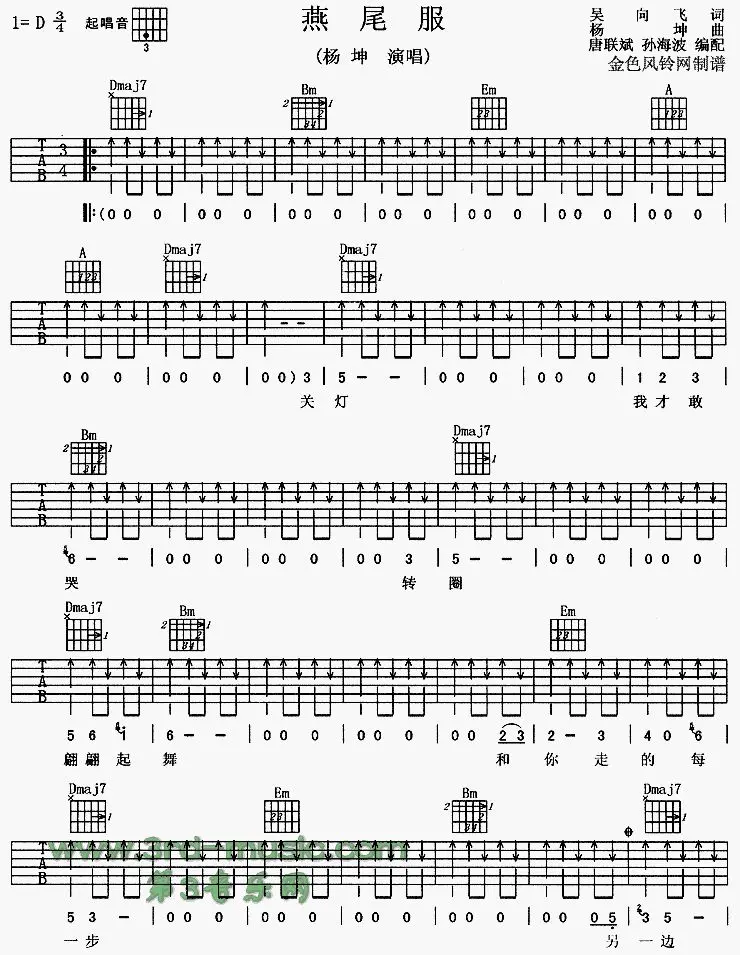 燕尾服
(杨坤 演唱)
1=D 3/4 起唱音
3
吴向飞 词
杨坤 曲
唐联斌 孙海波 编配
金色风铃网制谱
Dmaj7 Bm Em A
T A B 3 4
(0 0 0 | 0 0 0 | 0 0 0 | 0 0 0 | 0 0 0 | 0 0 0 | 0 0 0 |
A Dmaj7 Dmaj7
T A B
0 0 0 | 0 0 0 | 0 0) 3 | 5 - - | 0 0 0 | 1 2 3 |
关 灯 我 才 敢
Bm Dmaj7
T A B
6 - - | 0 0 0 | 0 0 3 | 5 - - | 0 0 0 | 0 0 0 |
哭 转 圈
Dmaj7 Bm Em
T A B
5 6 1 | 6 - - | 0 0 0 | 0 0 0 | 0 0 2 3 | 2 - 3 | 4 0 6 |
翩 翩 起 舞 和 你 走 的 每
Dmaj7 Em Bm Dmaj7
T A B
www.3rd-music.com
第3音乐网
5 3 - | 0 0 0 | 0 0 0 | 0 0 0 | 0 0 0 | 0 0 0 5 | 3 5 - |
一 步 另 一 边